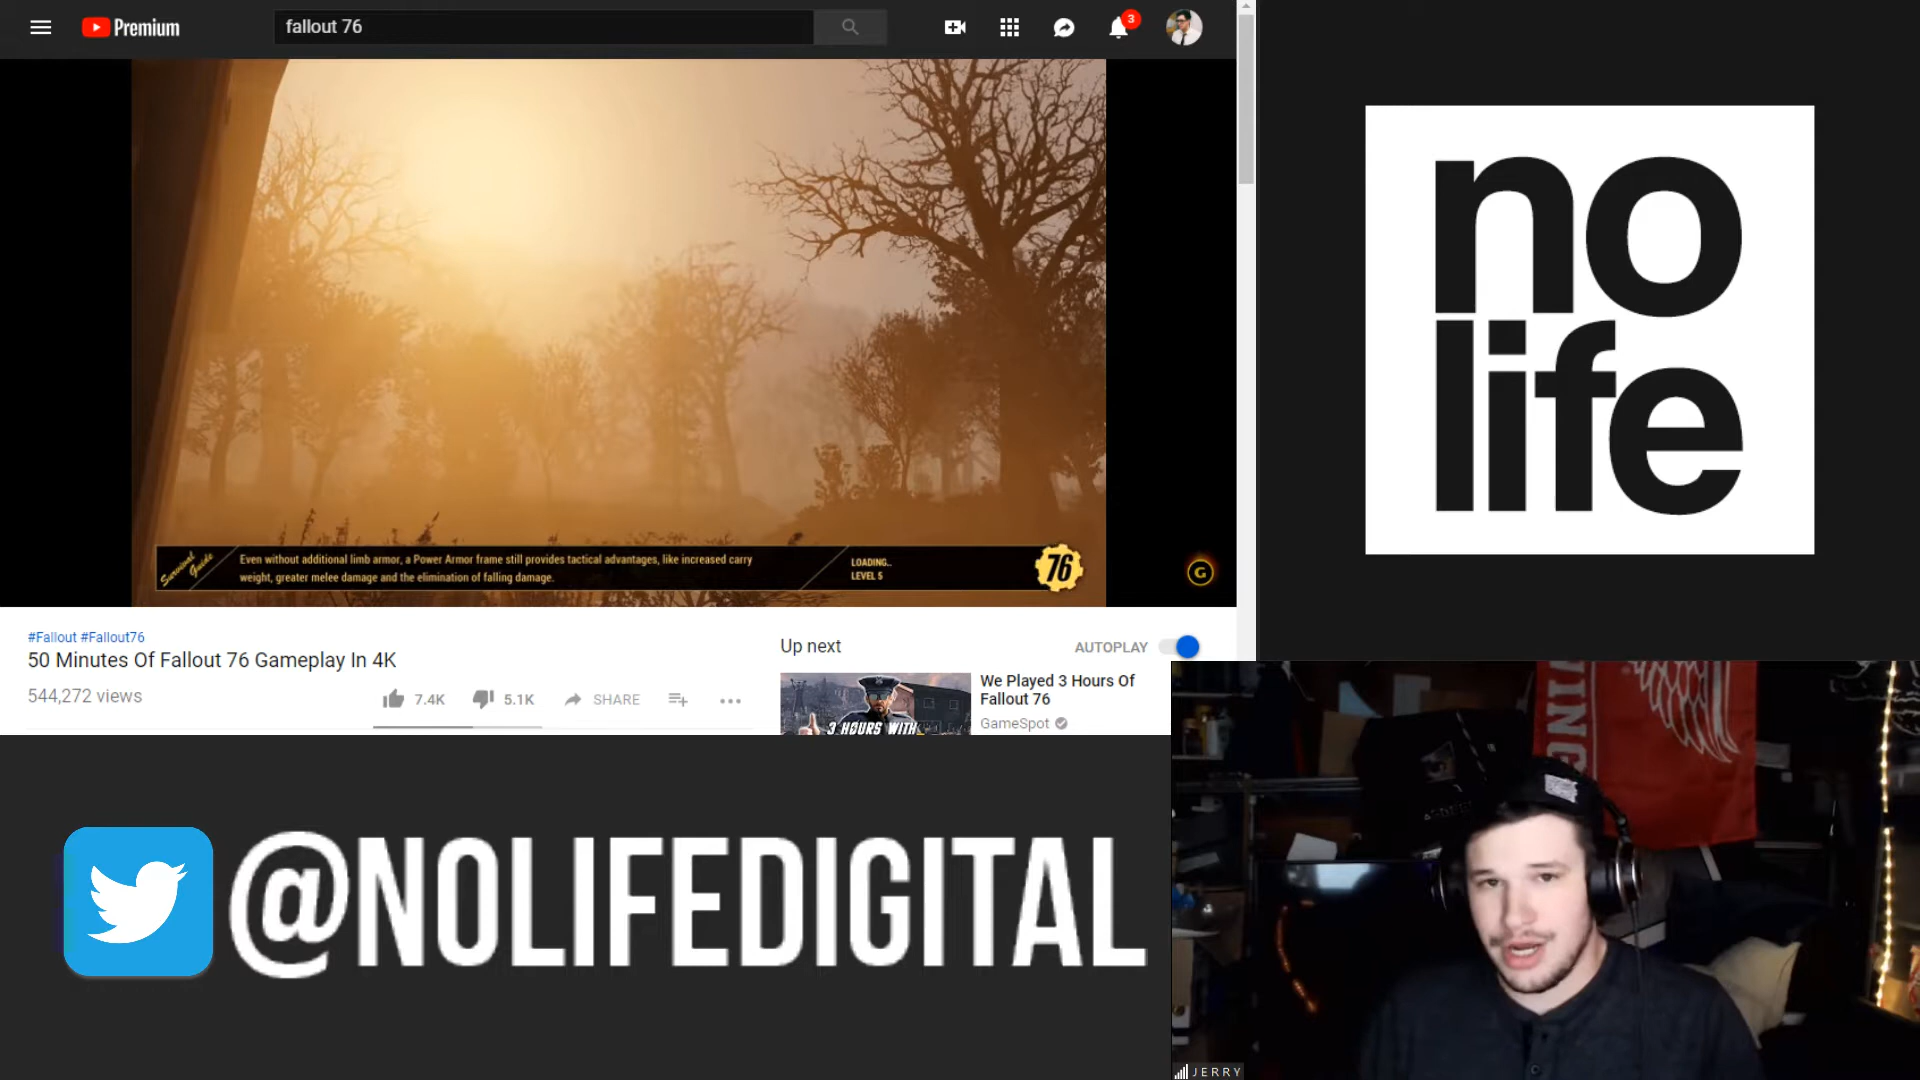 Premium
fallout 76
3
Survival Guide
Even without additional limb armor, a Power Armor frame still provides tactical advantages, like increased carry
weight, greater melee damage and the elimination of falling damage.
LOADING..
LEVEL 5
76
G
#Fallout #Fallout76
50 Minutes Of Fallout 76 Gameplay In 4K
544,272 views
7.4K
5.1K
SHARE
Up next
AUTOPLAY
We Played 3 Hours Of
Fallout 76
GameSpot
3 HOURS WITH
no
life
@NOLIFEDIGITAL
JERRY